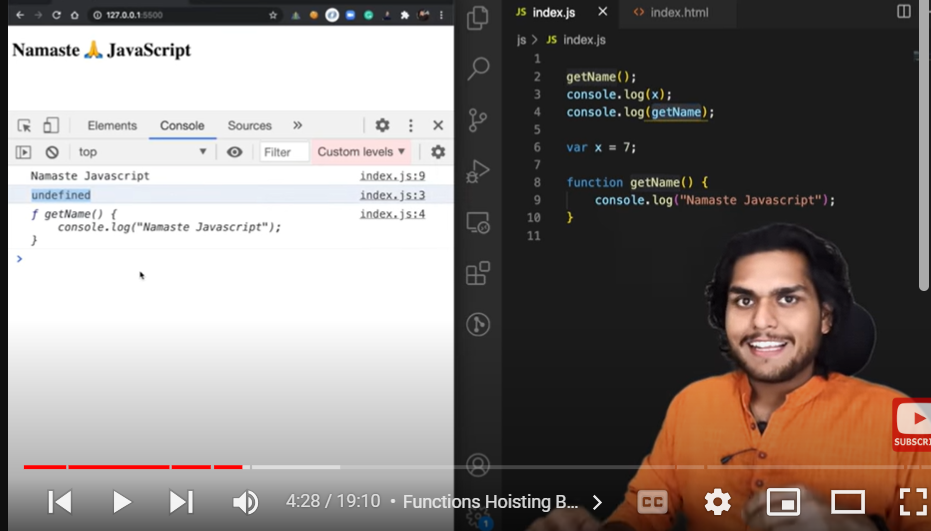 127.0.0.1:5500
Namaste 🙏 JavaScript
Elements Console Sources »
top Filter Custom levels ▼
Namaste Javascript index.js:9
undefined index.js:3
ƒ getName() { index.js:4
console.log("Namaste Javascript");
}
>
JS index.js × <> index.html
js > JS index.js
1
2 getName();
3 console.log(x);
4 console.log(getName);
5
6 var x = 7;
7
8 function getName() {
9 console.log("Namaste Javascript");
10 }
11
SUBSCRI
4:28 / 19:10 • Functions Hoisting B... >
CC
1